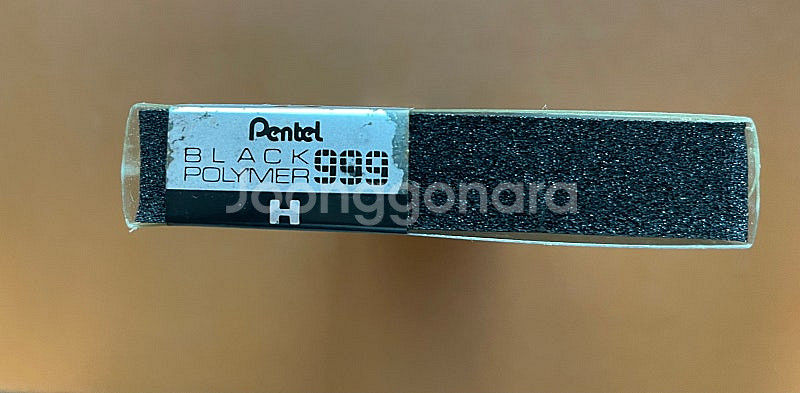 Pentel
BLACK
POLYMER 999
H
Joonggonara